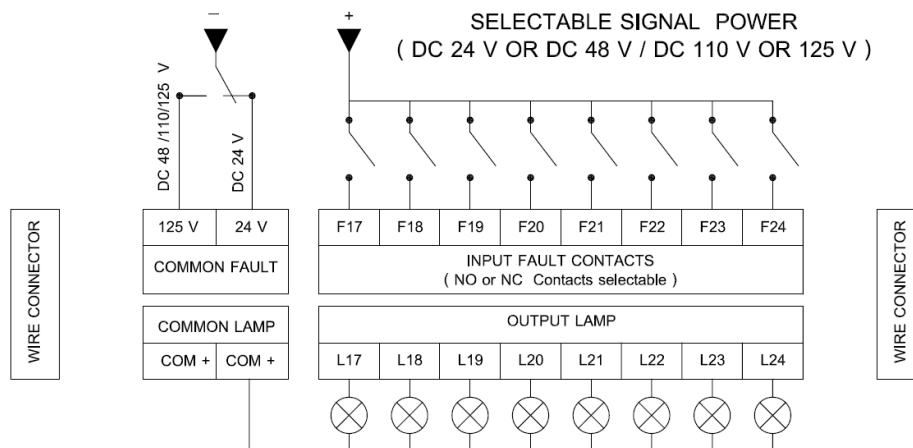 − + SELECTABLE SIGNAL POWER
( DC 24 V OR DC 48 V / DC 110 V OR 125 V )
DC 48 /110/125 V
DC 24 V
WIRE CONNECTOR
125 V 24 V F17 F18 F19 F20 F21 F22 F23 F24
COMMON FAULT
INPUT FAULT CONTACTS
( NO or NC Contacts selectable )
COMMON LAMP OUTPUT LAMP
COM + COM + L17 L18 L19 L20 L21 L22 L23 L24
WIRE CONNECTOR